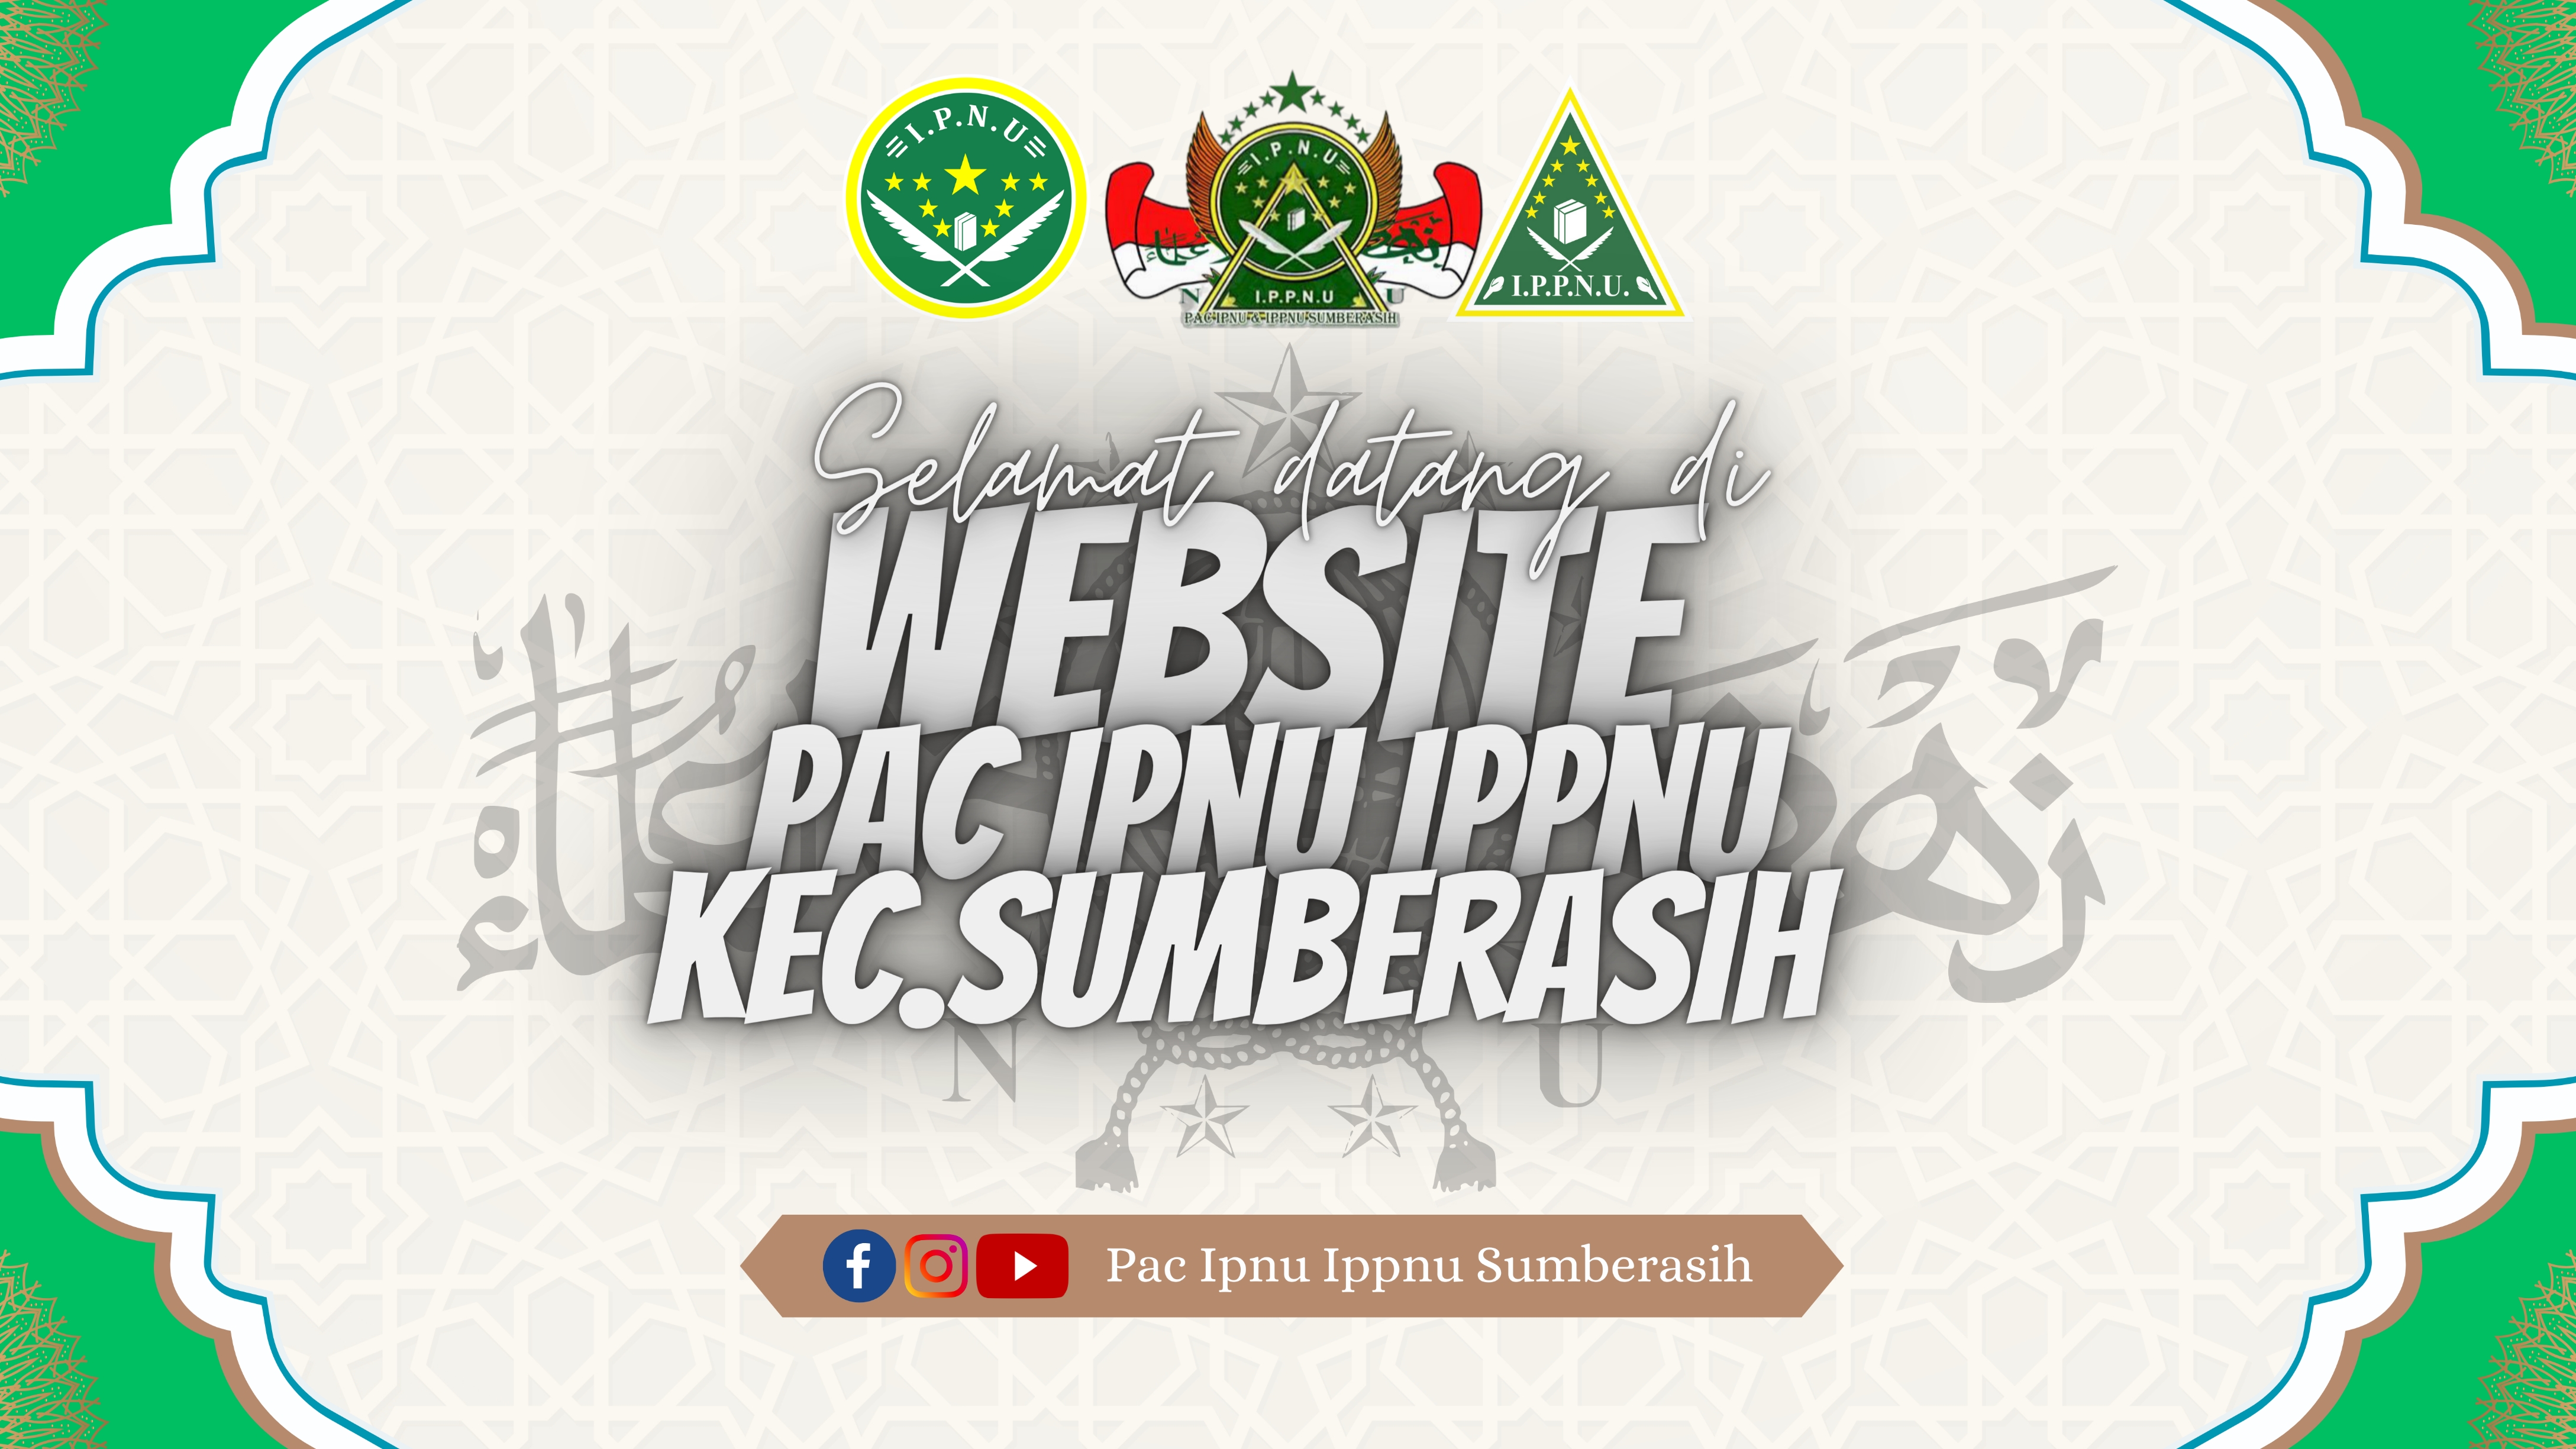 I.P.N.U
I.P.N.U
N I.P.P.N.U U
PAC IPNU & IPPNU SUMBERASIH
I.P.P.N.U.
Selamat datang di
WEBSITE
PAC IPNU IPPNU
KEC.SUMBERASIH
N U
Pac Ipnu Ippnu Sumberasih